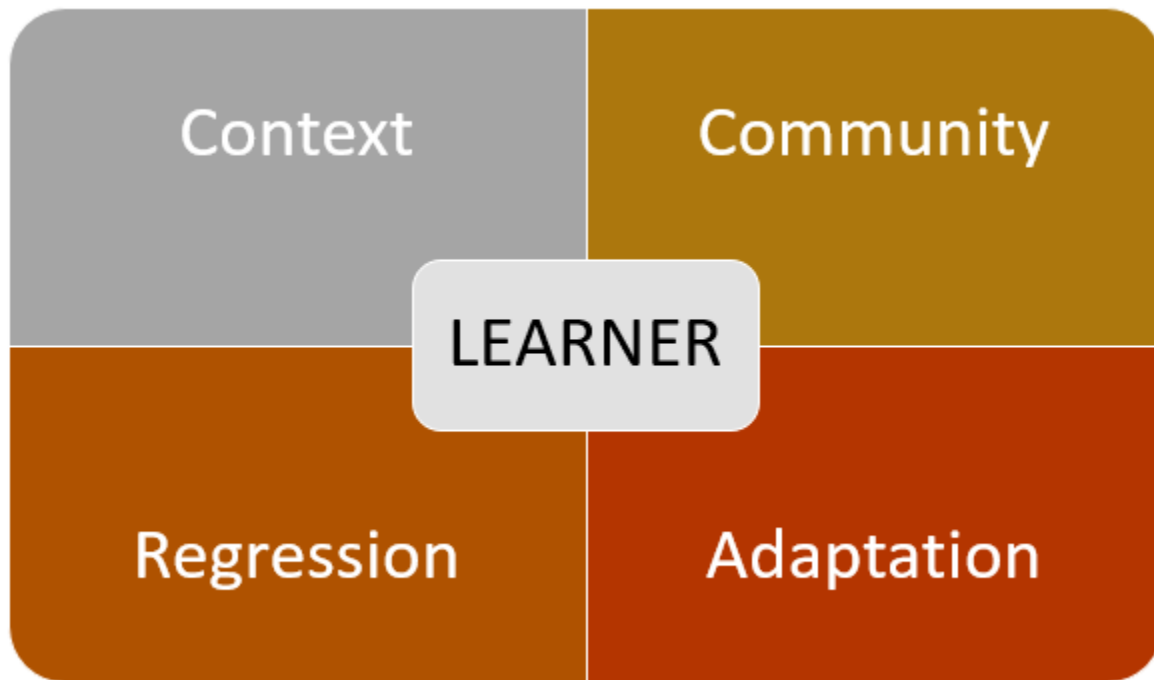 Context
Community
LEARNER
Regression
Adaptation